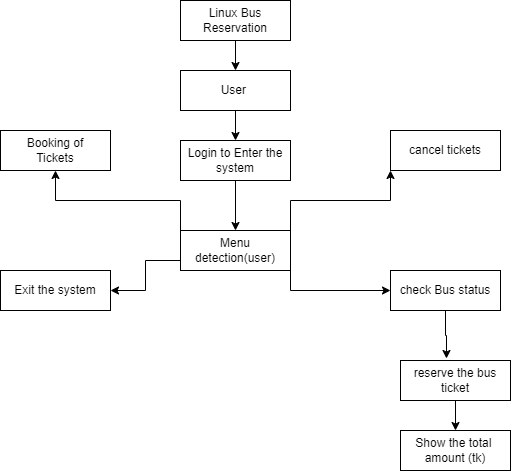 Linux Bus
Reservation
User
Login to Enter the
system
Booking of
Tickets
cancel tickets
Menu
detection(user)
Exit the system
check Bus status
reserve the bus
ticket
Show the total
amount (tk)